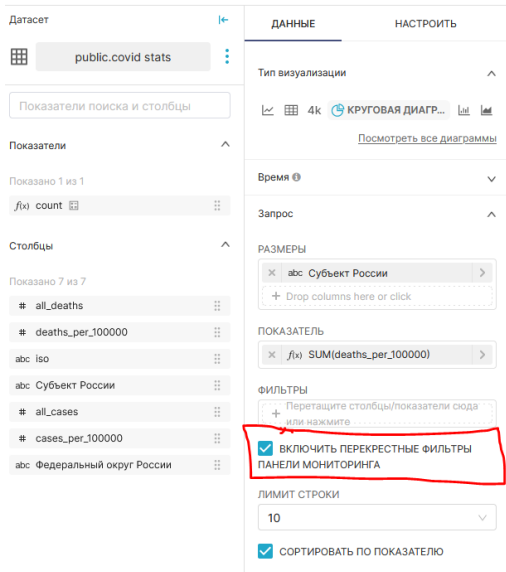 Датасет
public.covid stats
Показатели поиска и столбцы
Показатели
Показано 1 из 1
f(x) count
Столбцы
Показано 7 из 7
# all_deaths
# deaths_per_100000
abc iso
abc Субъект России
# all_cases
# cases_per_100000
abc Федеральный округ России
ДАННЫЕ
НАСТРОИТЬ
Тип визуализации
4k
КРУГОВАЯ ДИАГР...
Посмотреть все диаграммы
Время
Запрос
РАЗМЕРЫ
× abc Субъект России
+ Drop columns here or click
ПОКАЗАТЕЛЬ
× f(x) SUM(deaths_per_100000)
ФИЛЬТРЫ
+ Перетащите столбцы/показатели сюда
или нажмите
ВКЛЮЧИТЬ ПЕРЕКРЕСТНЫЕ ФИЛЬТРЫ
ПАНЕЛИ МОНИТОРИНГА
ЛИМИТ СТРОКИ
10
СОРТИРОВАТЬ ПО ПОКАЗАТЕЛЮ